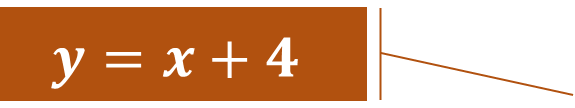 y = x + 4